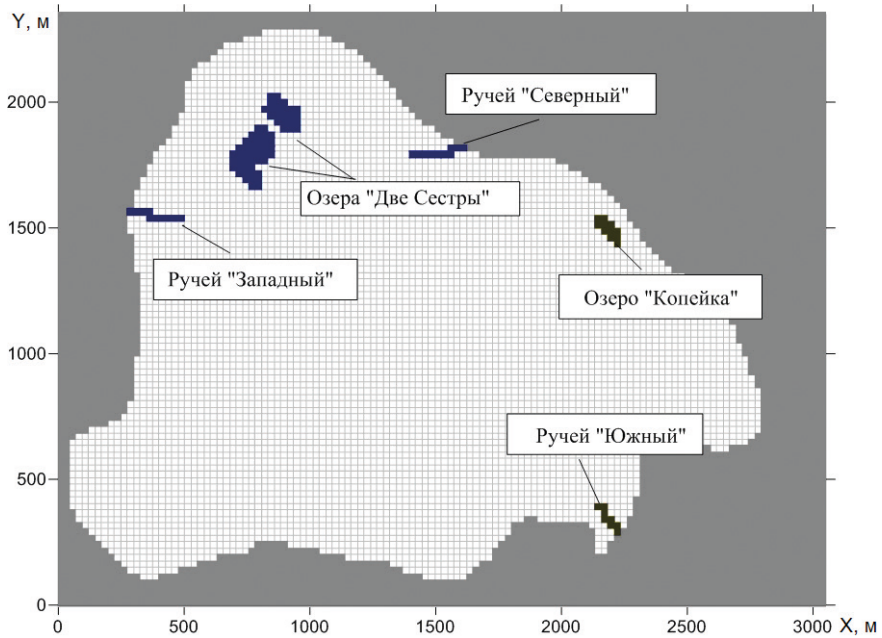 Y, м
2000
1500
1000
500
0
Ручей "Северный"
Озера "Две Сестры"
Ручей "Западный"
Озеро "Копейка"
Ручей "Южный"
0 500 1000 1500 2000 2500 3000 X, м